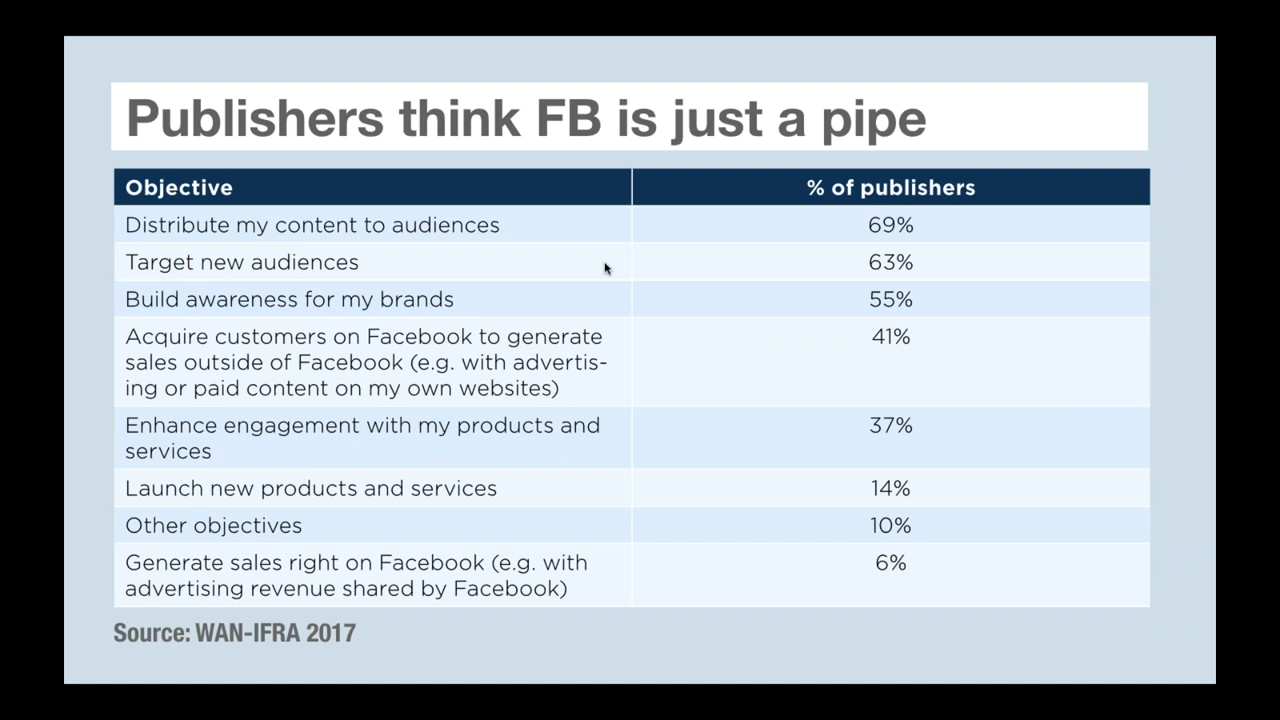 Publishers think FB is just a pipe
Objective % of publishers
Distribute my content to audiences 69%
Target new audiences 63%
Build awareness for my brands 55%
Acquire customers on Facebook to generate 41%
sales outside of Facebook (e.g. with advertis-
ing or paid content on my own websites)
Enhance engagement with my products and 37%
services
Launch new products and services 14%
Other objectives 10%
Generate sales right on Facebook (e.g. with 6%
advertising revenue shared by Facebook)
Source: WAN-IFRA 2017